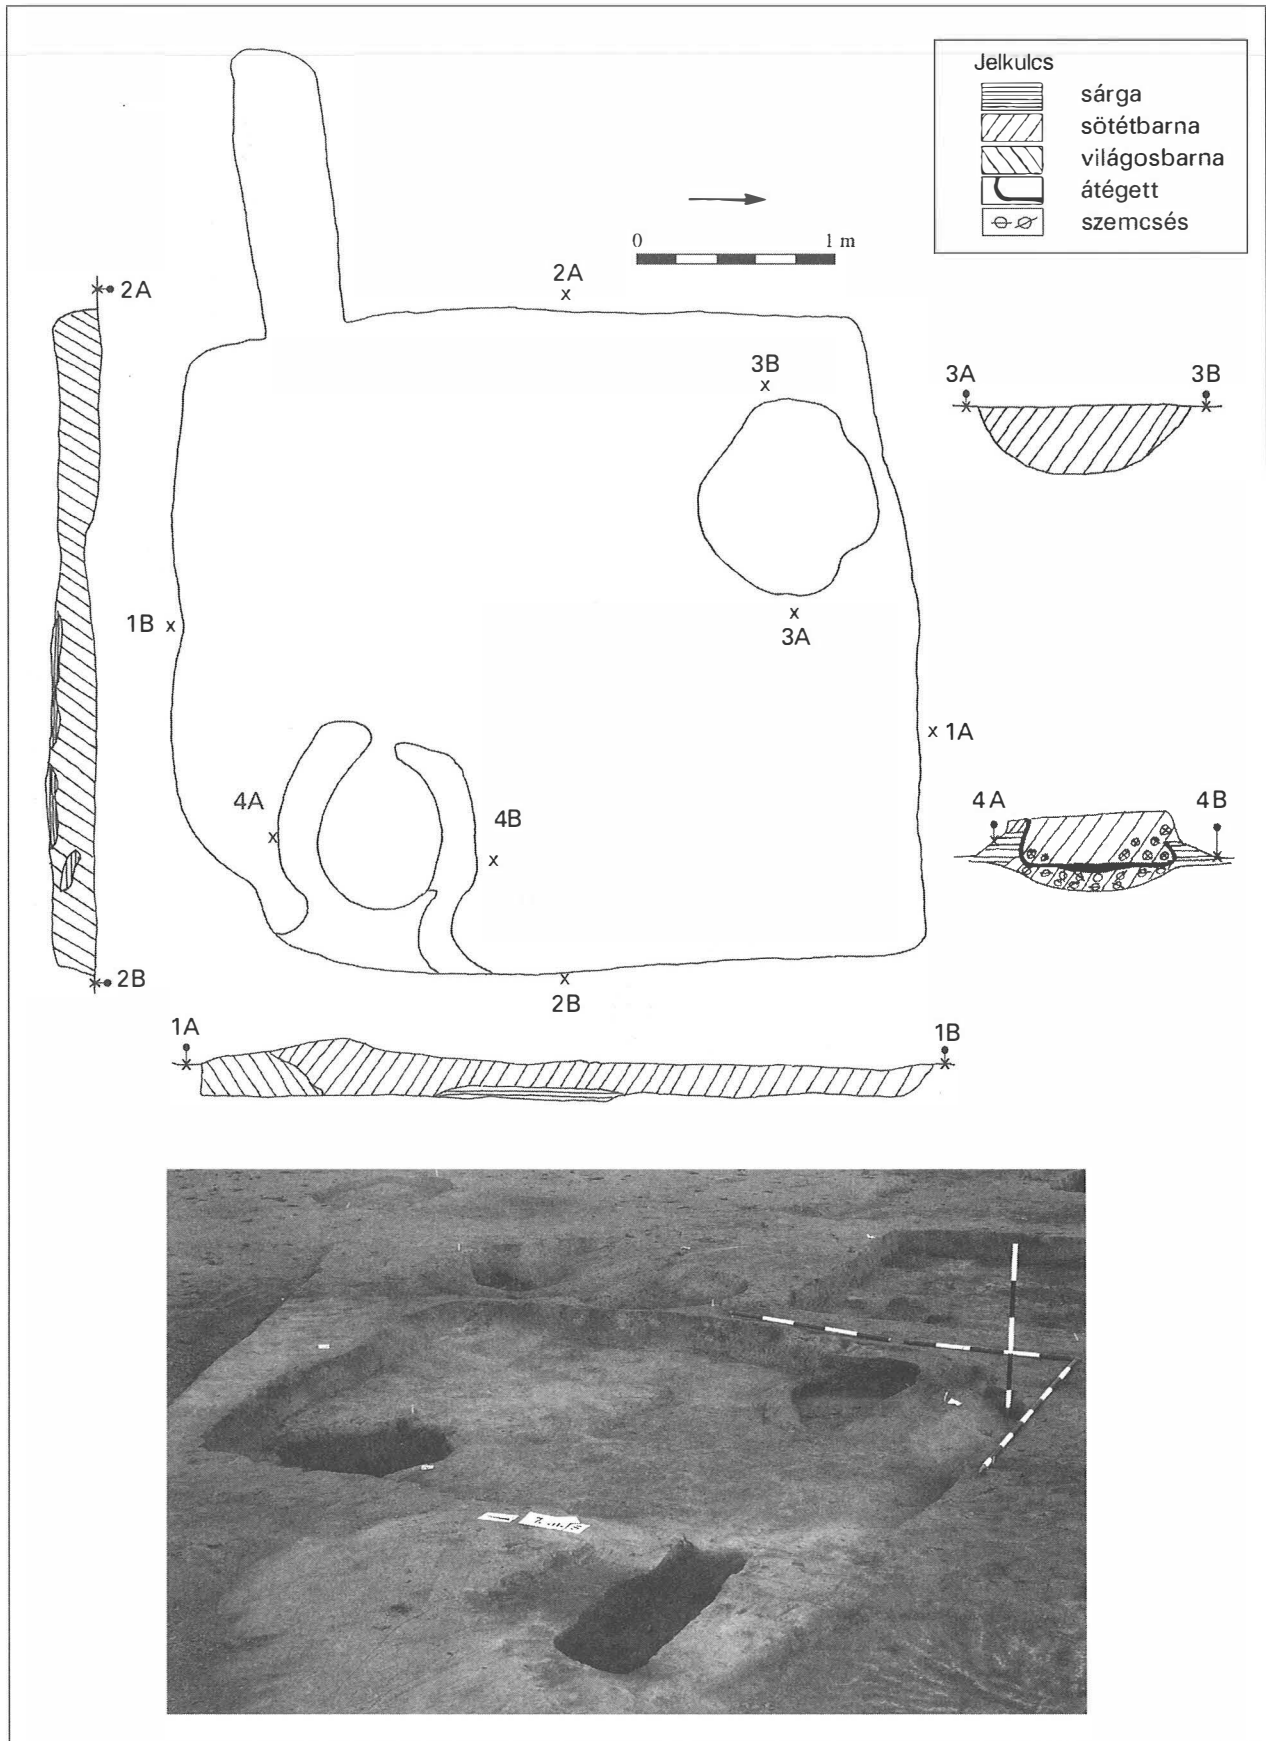 Jelkulcs
sárga
sötétbarna
világosbarna
átégett
szemcsés
0 1 m
2A
2A
3B
3A 3B
1B
3A
1A
4A
4B
4A 4B
2B
2B
1A 1B